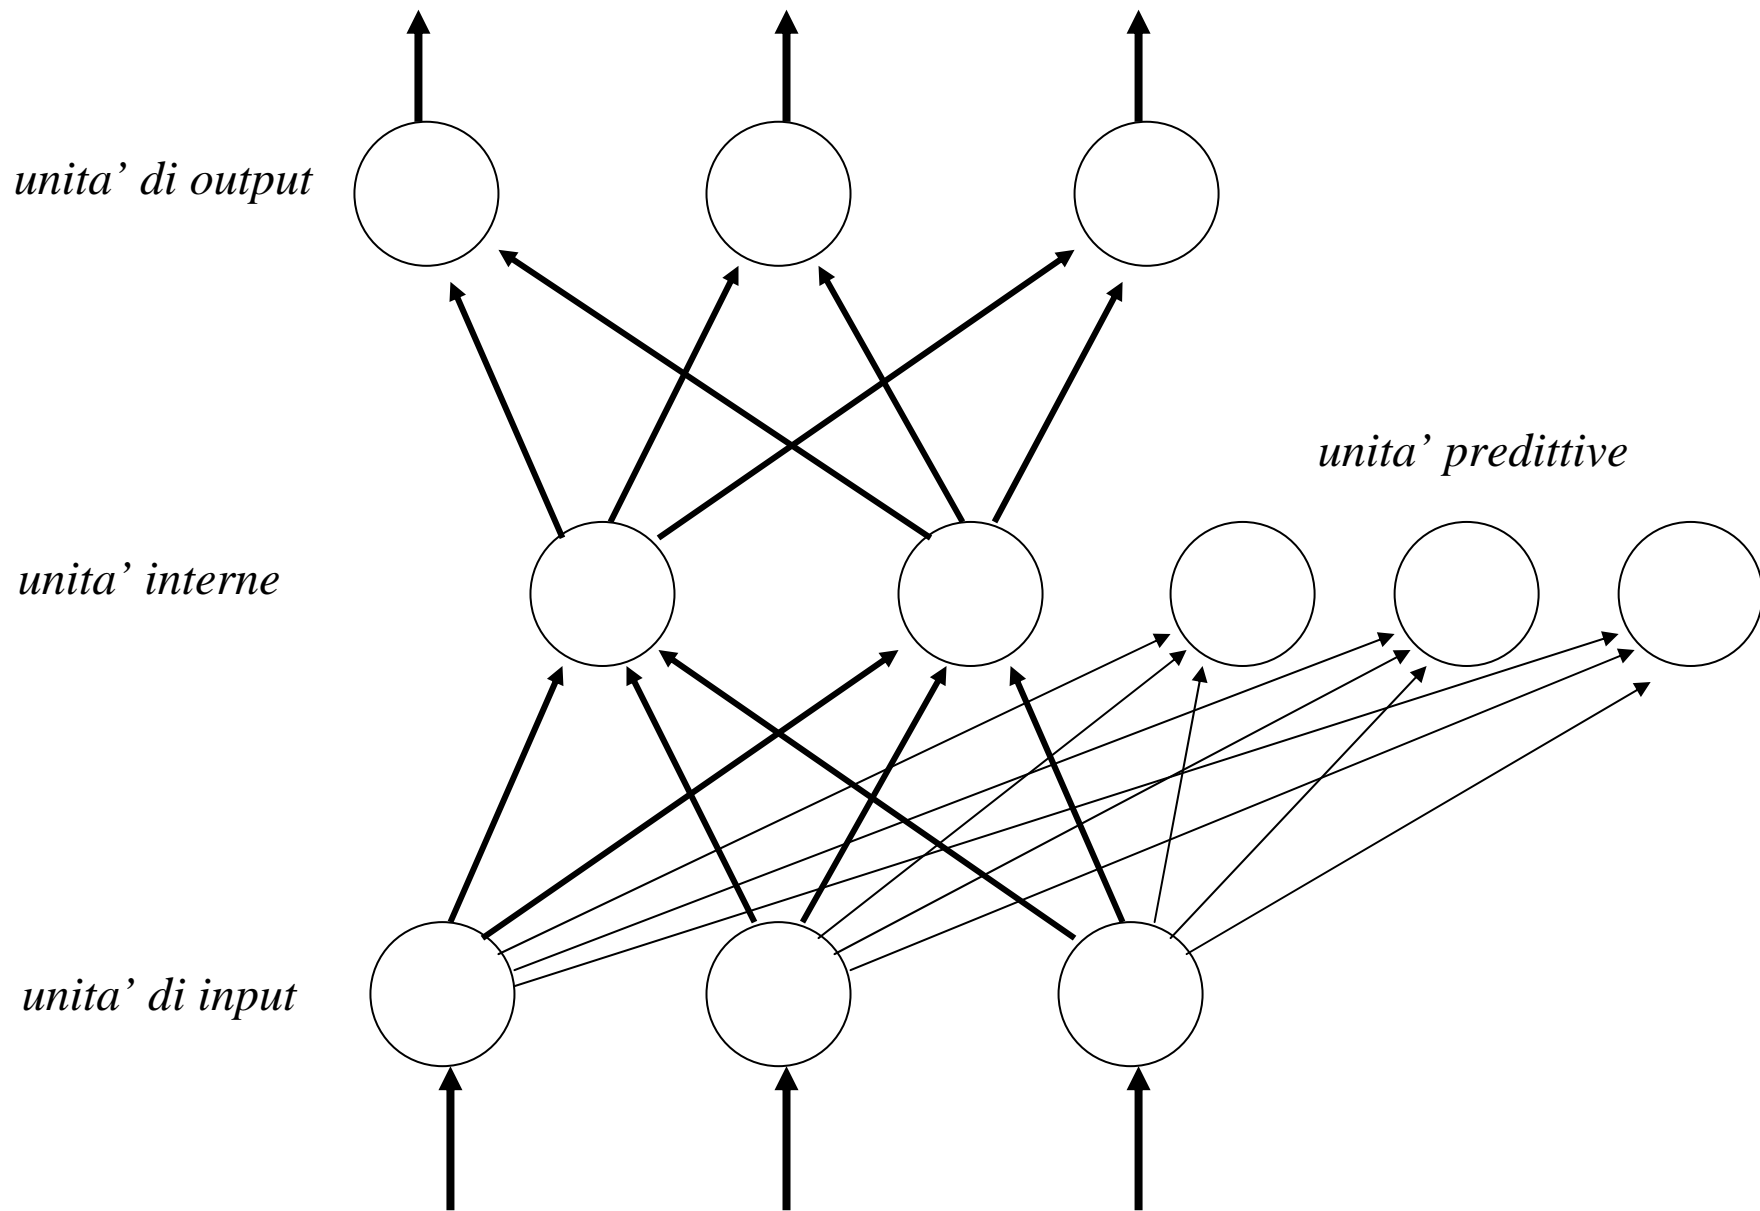 unita’ di output
unita’ predittive
unita’ interne
unita’ di input